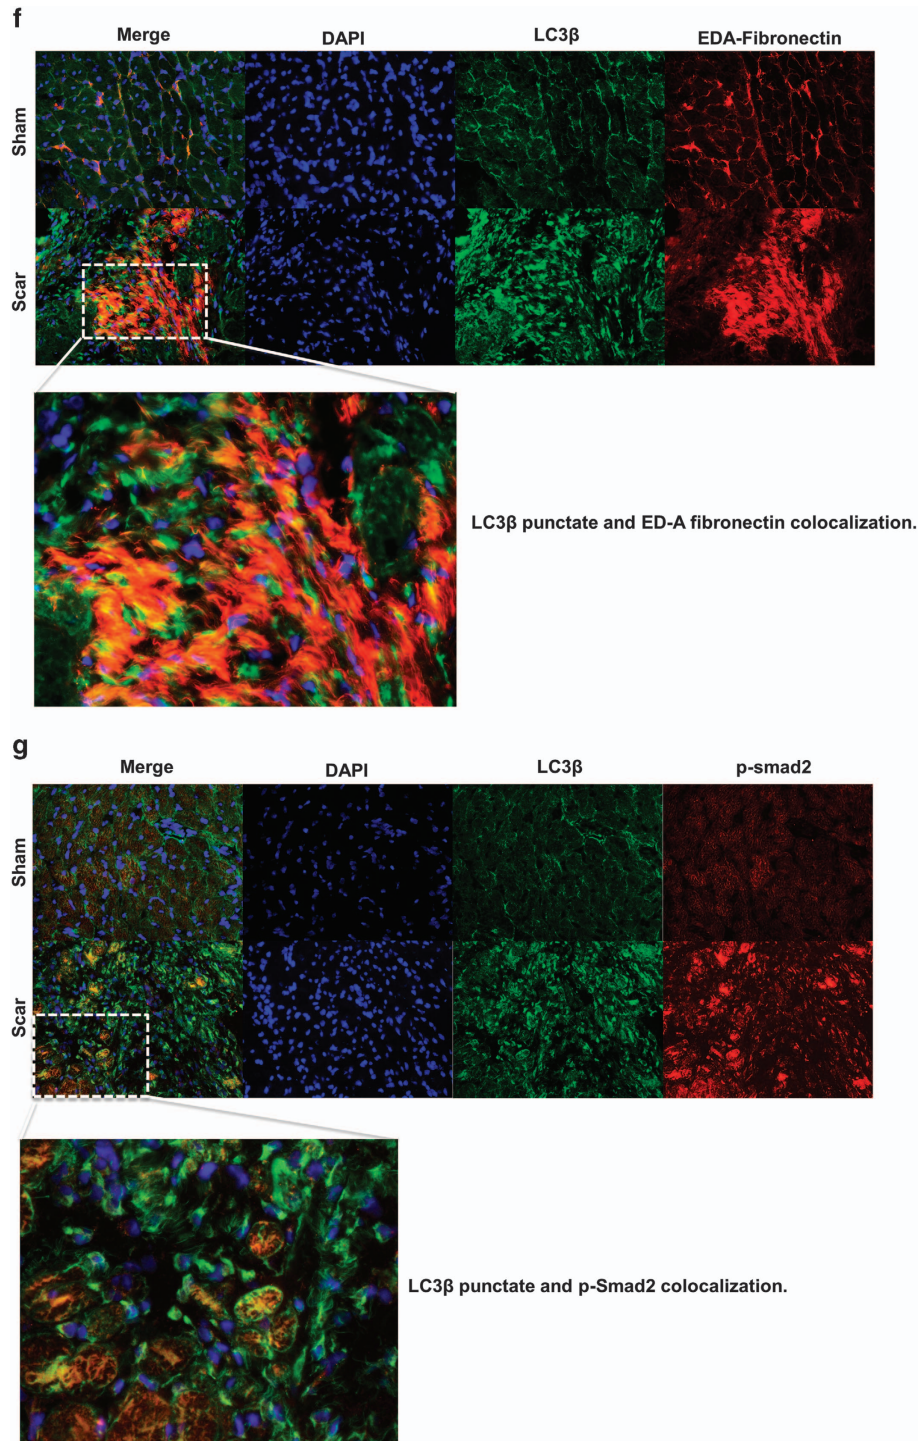 f
Merge DAPI LC3β EDA-Fibronectin
Sham
Scar
LC3β punctate and ED-A fibronectin colocalization.
g
Merge DAPI LC3β p-smad2
Sham
Scar
LC3β punctate and p-Smad2 colocalization.